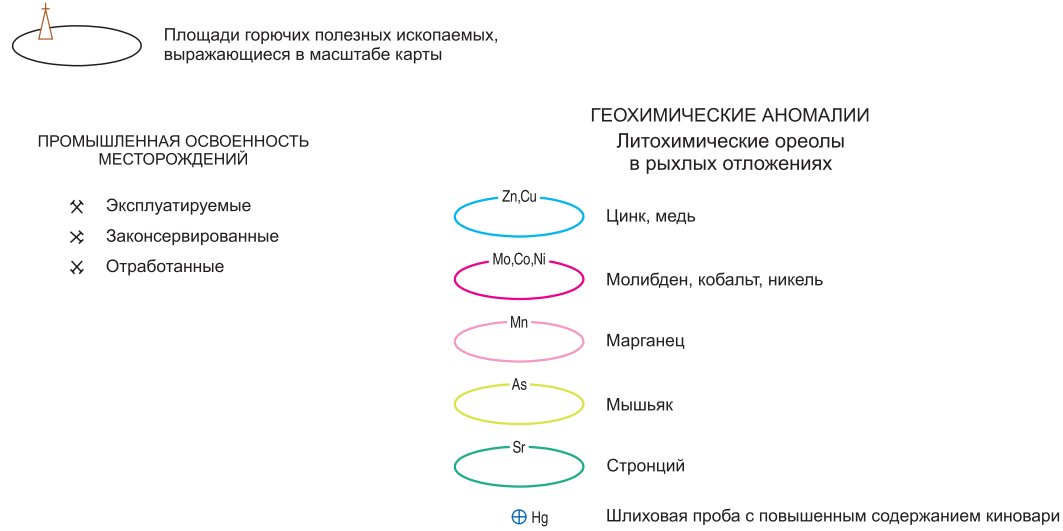 Площади горючих полезных ископаемых,
выражающиеся в масштабе карты
ПРОМЫШЛЕННАЯ ОСВОЕННОСТЬ
МЕСТОРОЖДЕНИЙ
Эксплуатируемые
Законсервированные
Отработанные
ГЕОХИМИЧЕСКИЕ АНОМАЛИИ
Литохимические ореолы
в рыхлых отложениях
Zn,Cu Цинк, медь
Mo,Co,Ni Молибден, кобальт, никель
Mn Марганец
As Мышьяк
Sr Стронций
Hg Шлиховая проба с повышенным содержанием киновари